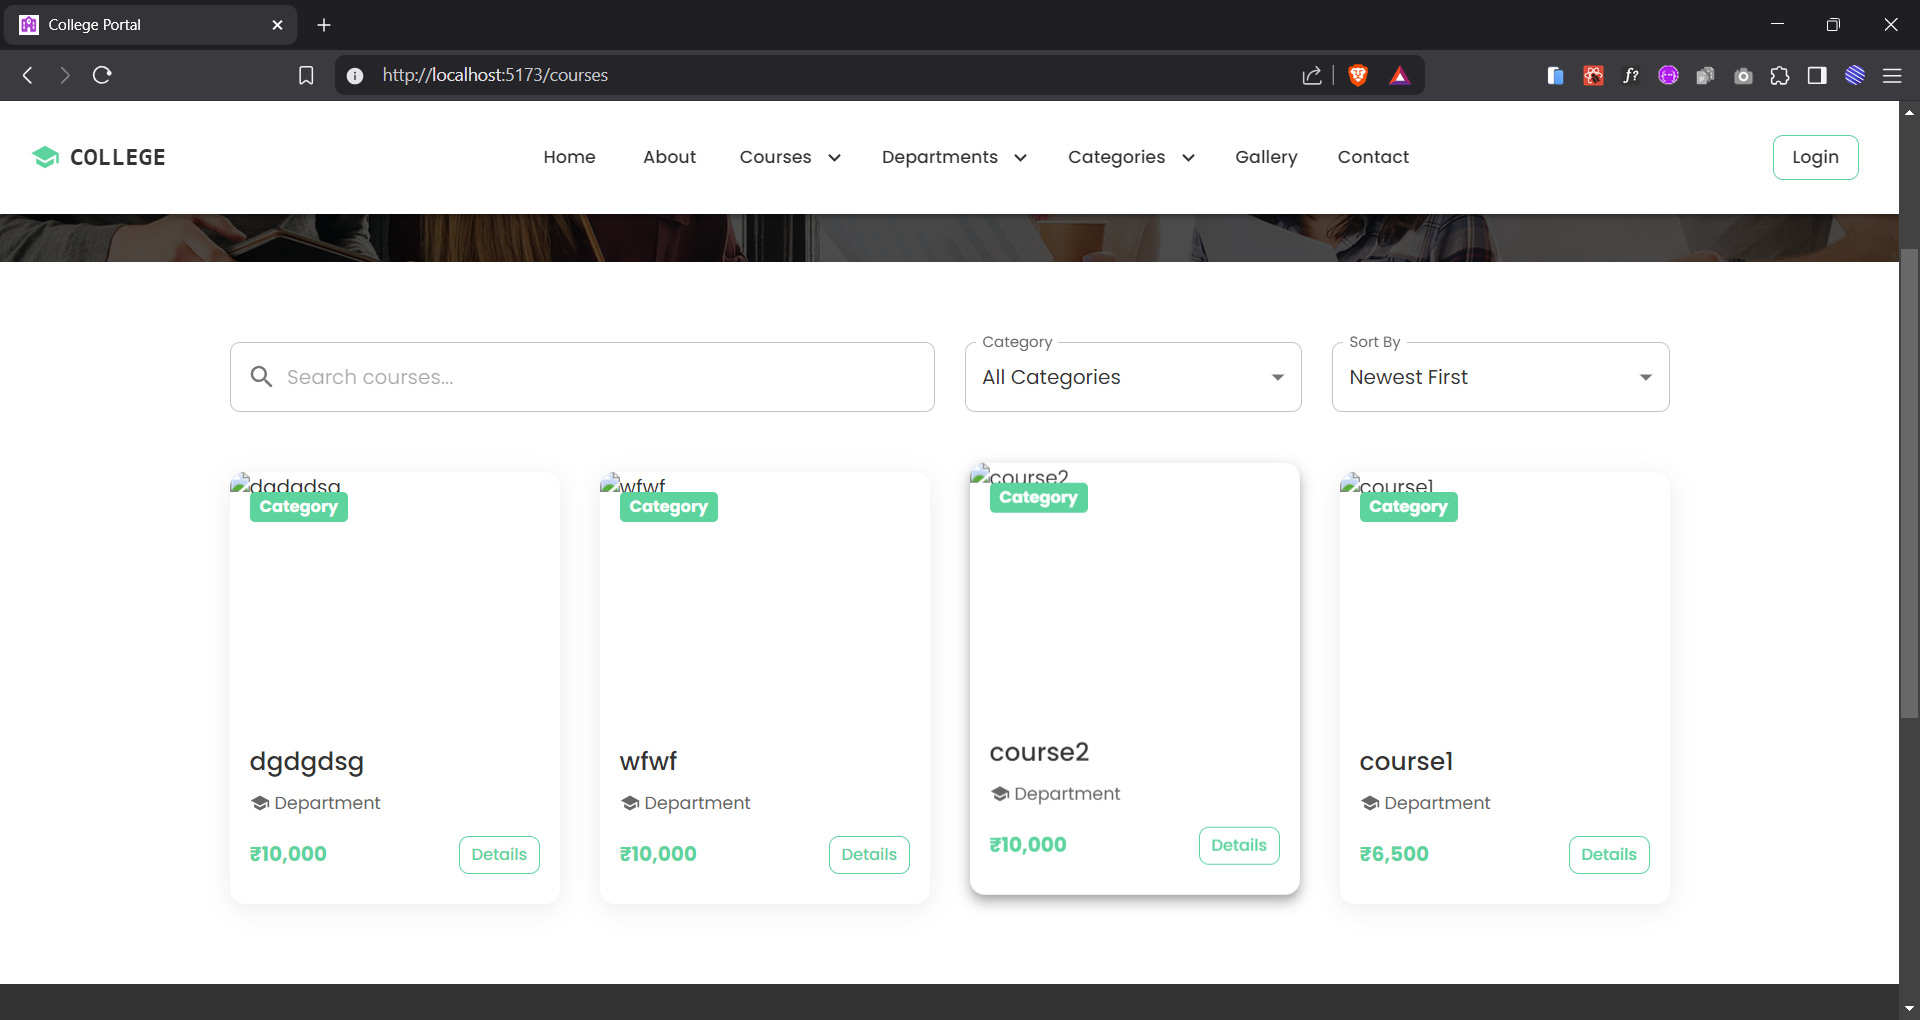 College Portal
http://localhost:5173/courses
COLLEGE
Home About Courses Departments Categories Gallery Contact
Login
Category Sort By
Search courses... All Categories Newest First
dgdgdsg wfwf course2 course1
Category Category Category Category
dgdgdsg wfwf course2 course1
Department Department Department Department
₹10,000 Details ₹10,000 Details ₹10,000 Details ₹6,500 Details